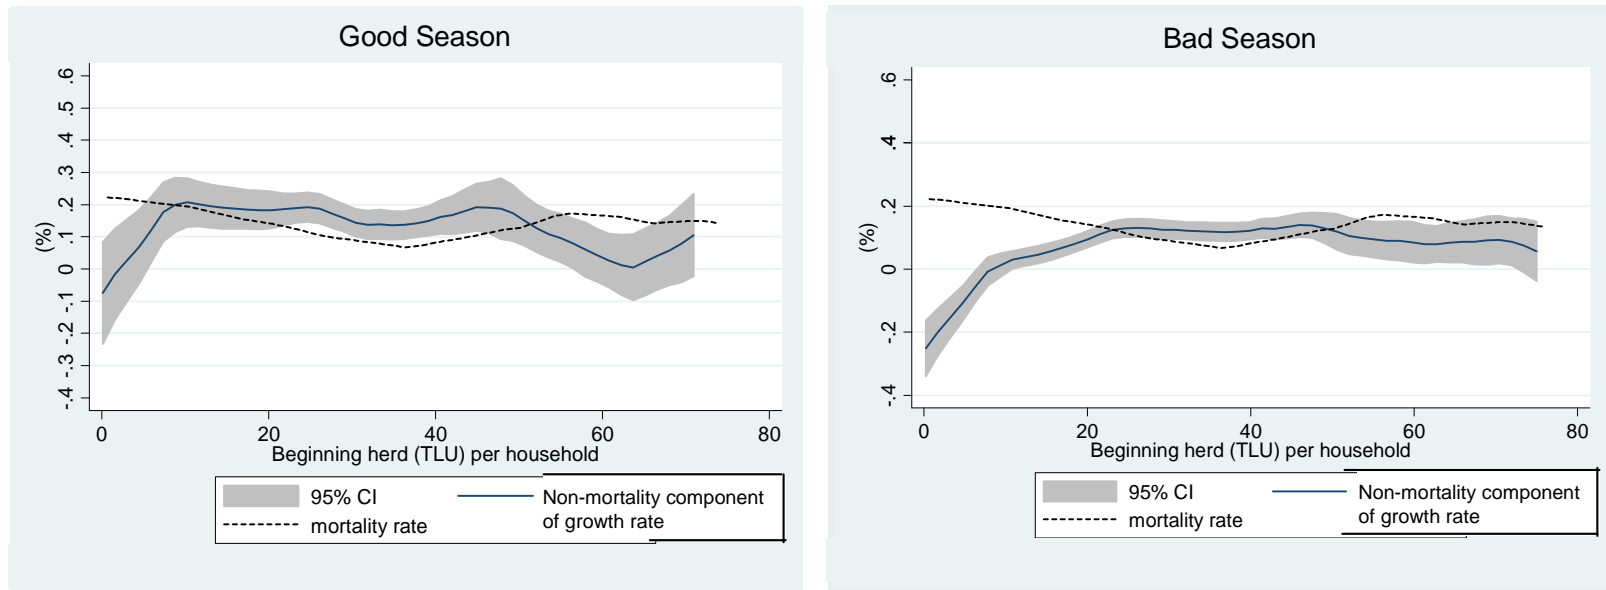 Good Season
(%)
.6
.5
.4
.3
.2
.1
0
-.1
-.2
-.3
-.4
0 20 40 60 80
Beginning herd (TLU) per household
95% CI
Non-mortality component
of growth rate
mortality rate
Bad Season
(%)
.6
.4
.2
0
-.2
-.4
0 20 40 60 80
Beginning herd (TLU) per household
95% CI
Non-mortality component
of growth rate
mortality rate